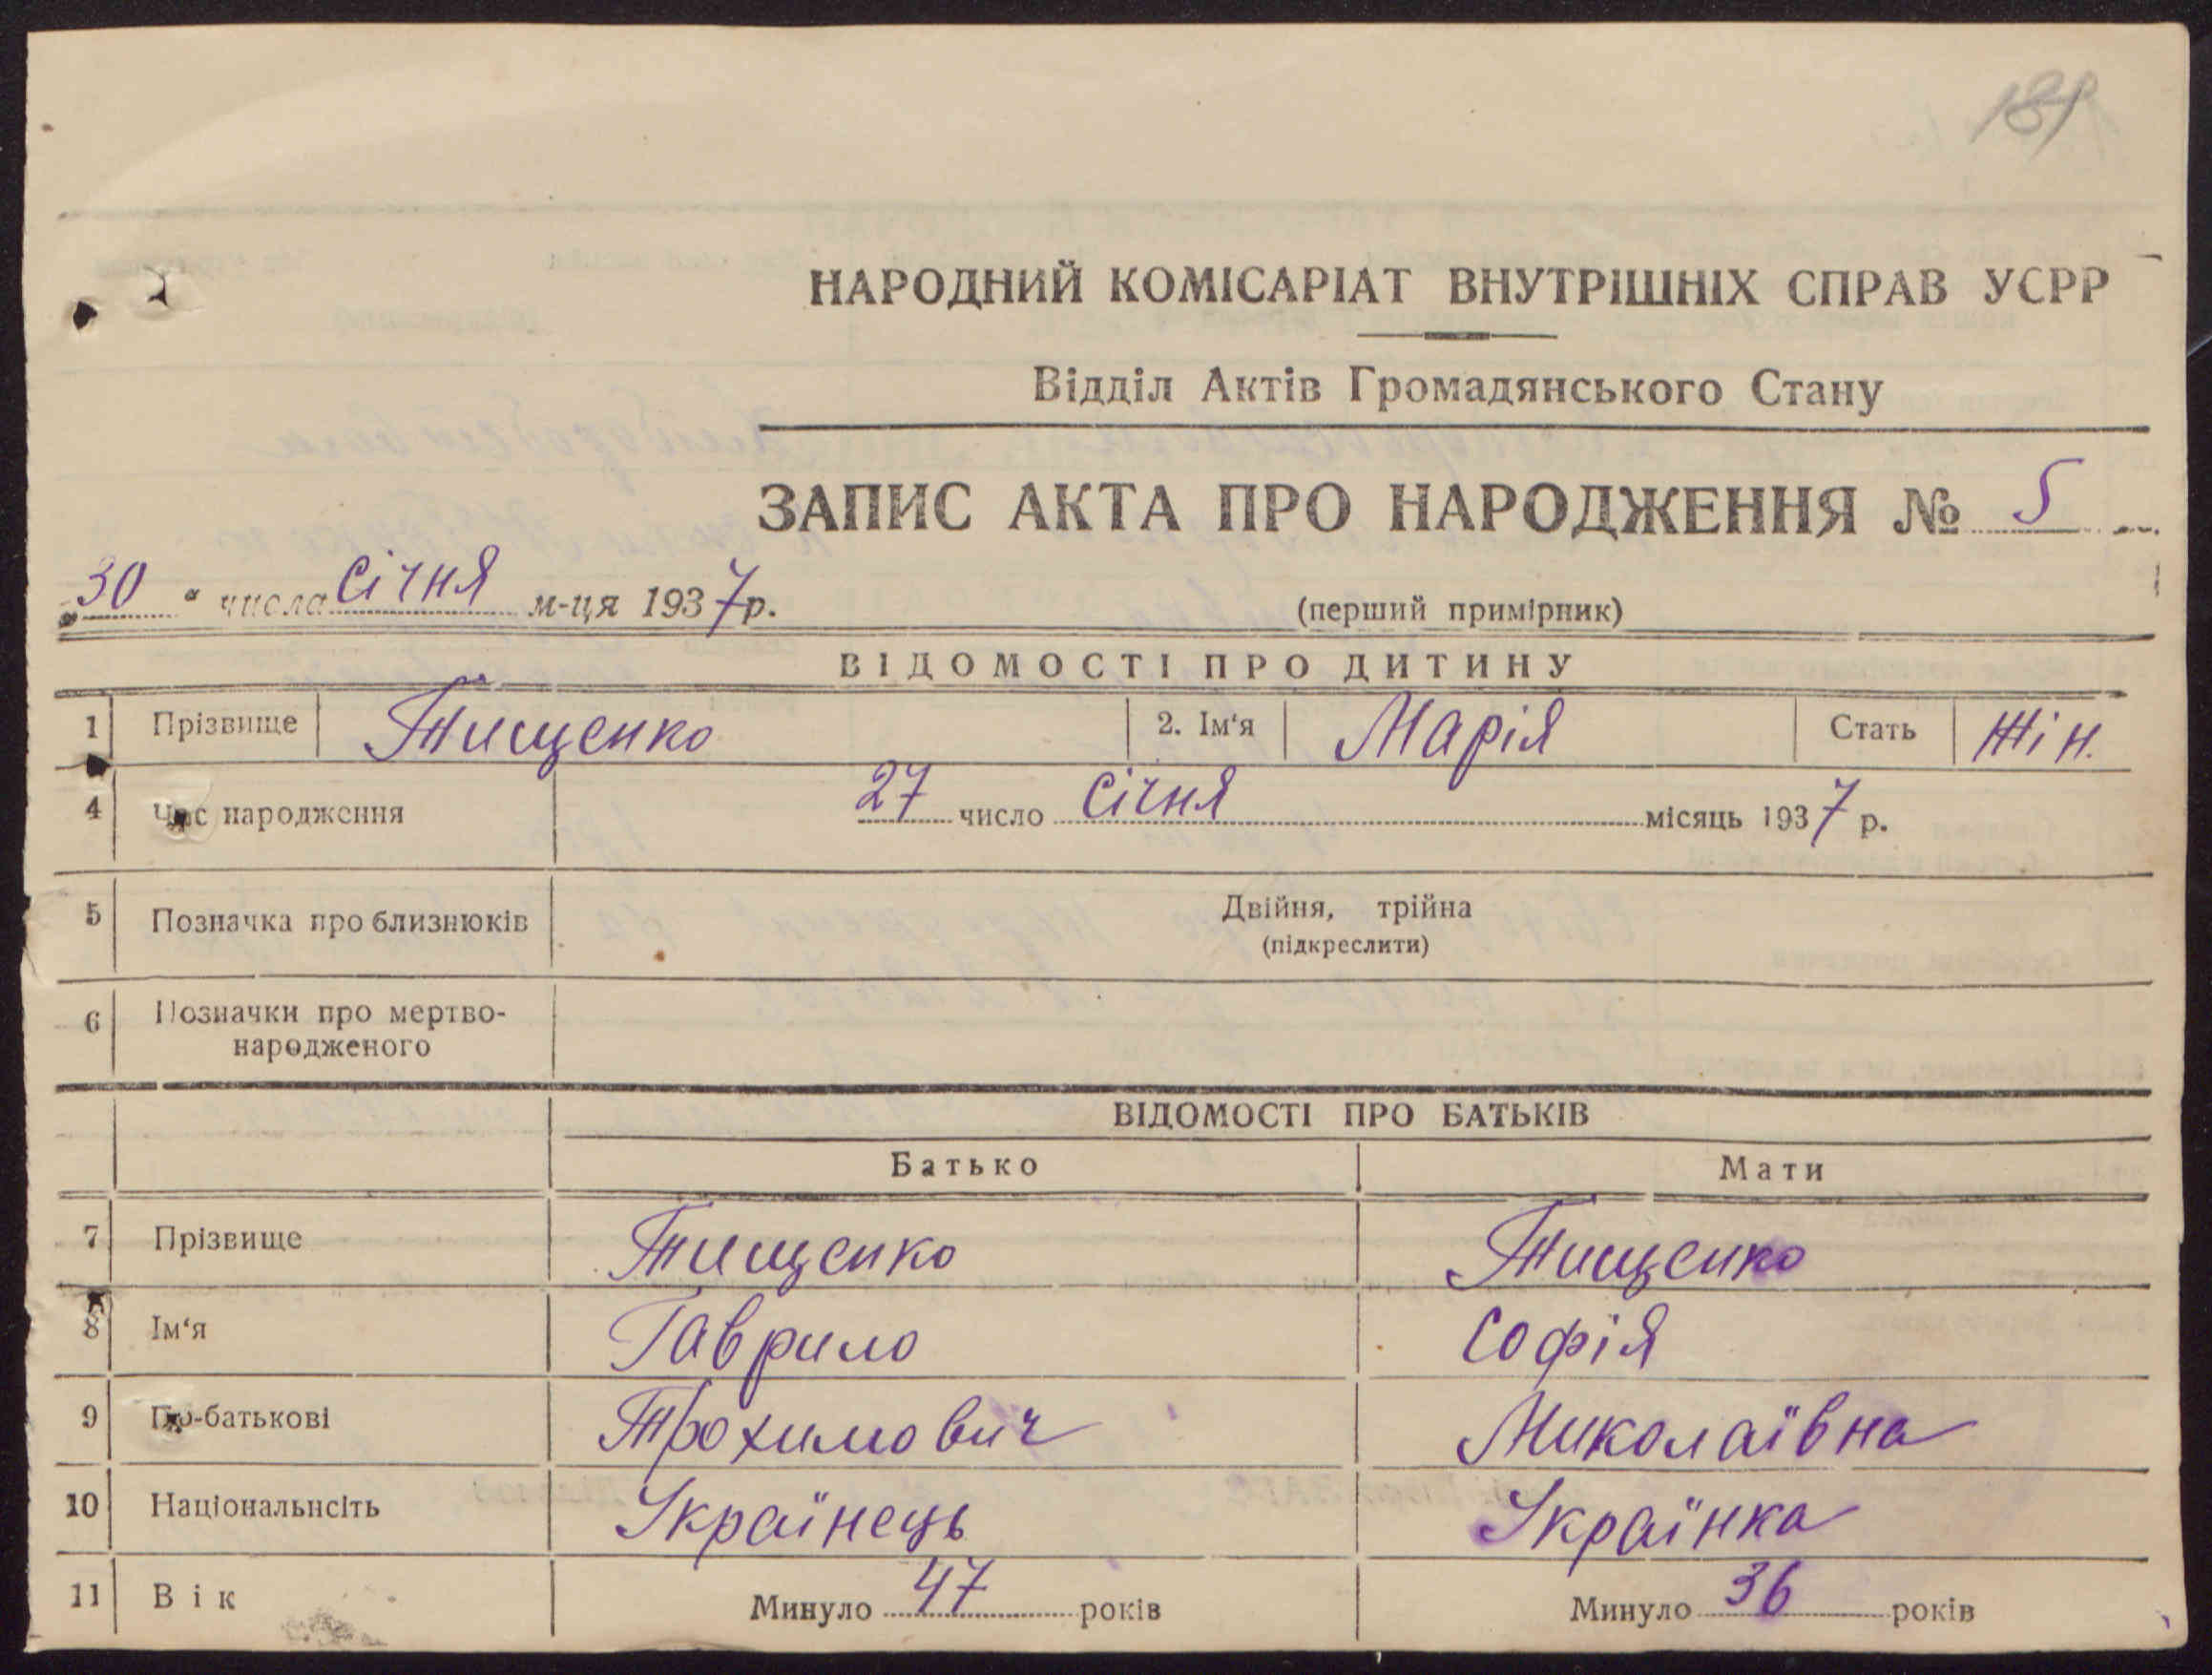 189
НАРОДНИЙ КОМІСАРІАТ ВНУТРІШНІХ СПРАВ УСРР
Відділ Актів Громадянського Стану
ЗАПИС АКТА ПРО НАРОДЖЕННЯ № 5
„30“ числа січня м-ця 1937р.
(перший примірник)
ВІДОМОСТІ ПРО ДИТИНУ
1 Прізвище Тищенко 2. Ім'я Марія Стать Жін.
4 Час народження 27 число Січня місяць 1937 р.
5 Позначка про близнюків Двійня, трійна
(підкреслити)
6 Позначки про мертво-
народженого
ВІДОМОСТІ ПРО БАТЬКІВ
Батько Мати
7 Прізвище Тищенко Тищенко
8 Ім'я Гаврило Софія
9 По-батькові Трохимович Миколаївна
10 Національнсіть Українець Українка
11 Вік Минуло 47 років Минуло 36 років